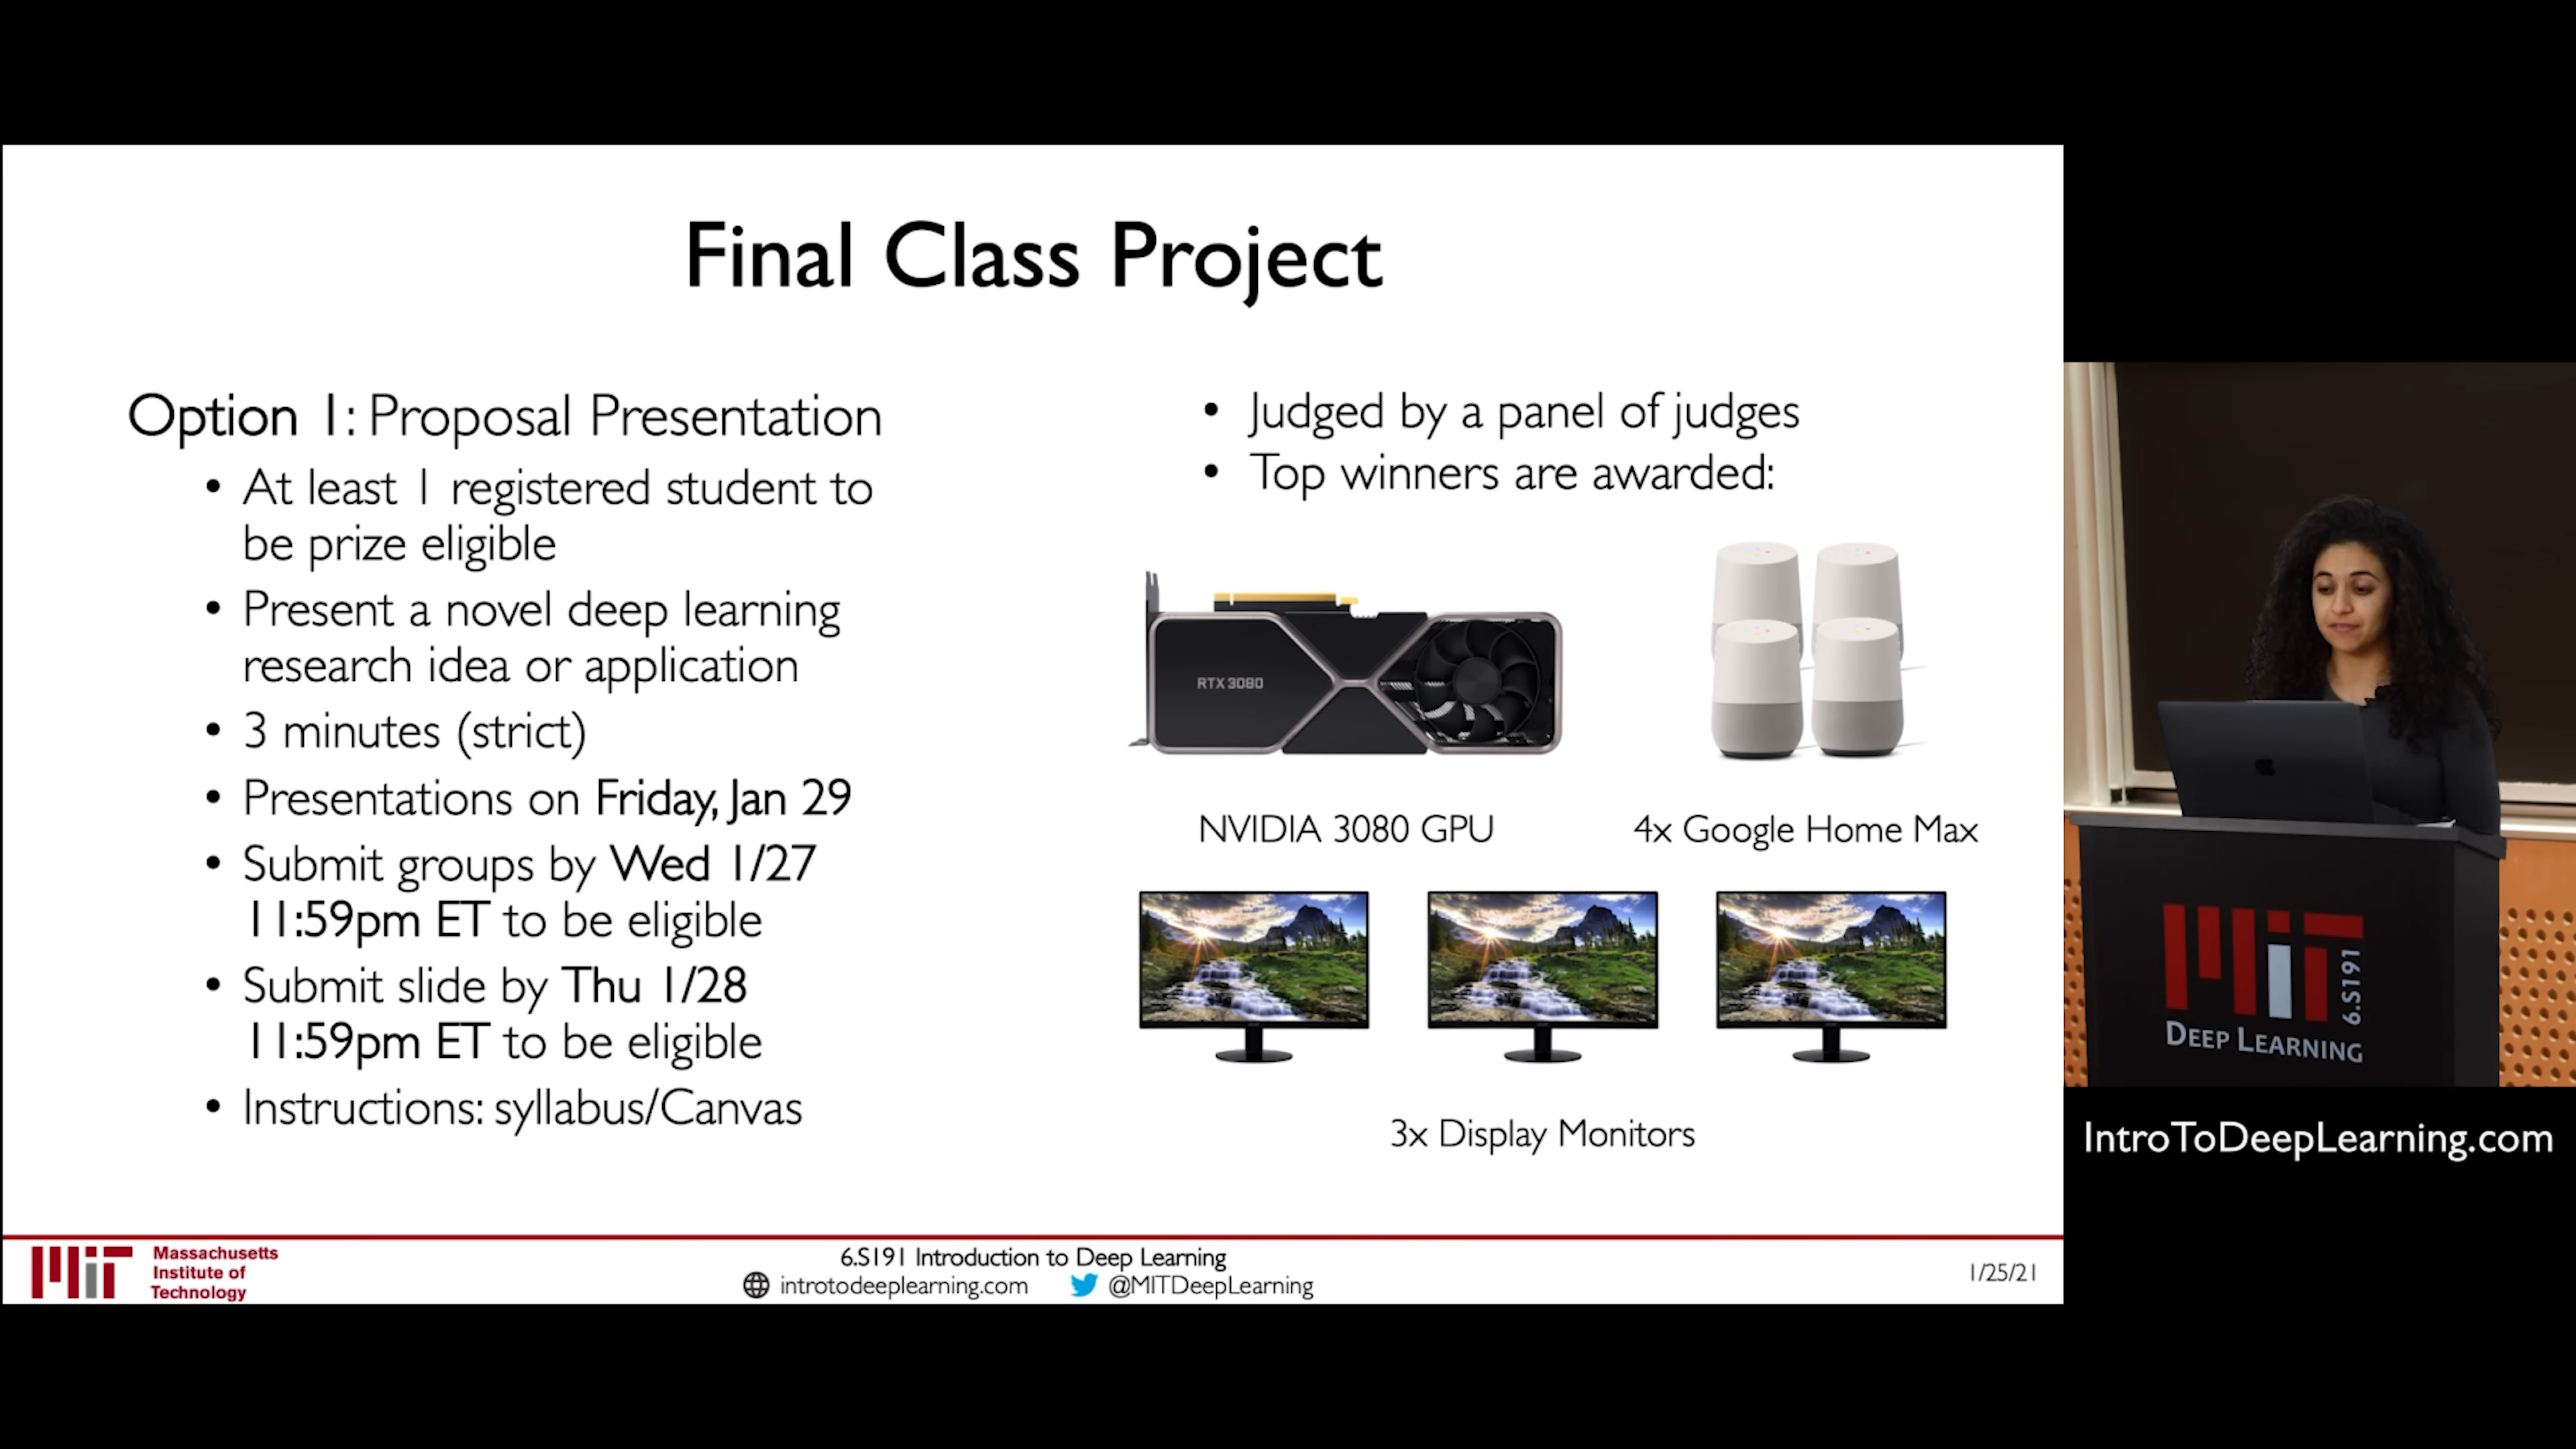 Final Class Project
Option 1: Proposal Presentation
• At least 1 registered student to
be prize eligible
• Present a novel deep learning
research idea or application
• 3 minutes (strict)
• Presentations on Friday, Jan 29
• Submit groups by Wed 1/27
11:59pm ET to be eligible
• Submit slide by Thu 1/28
11:59pm ET to be eligible
• Instructions: syllabus/Canvas
• Judged by a panel of judges
• Top winners are awarded:
RTX 3080
NVIDIA 3080 GPU
4x Google Home Max
3x Display Monitors
MIT
6.S191
DEEP LEARNING
IntroToDeepLearning.com
MIT
Massachusetts
Institute of
Technology
6.S191 Introduction to Deep Learning
introtodeeplearning.com @MITDeepLearning
1/25/21